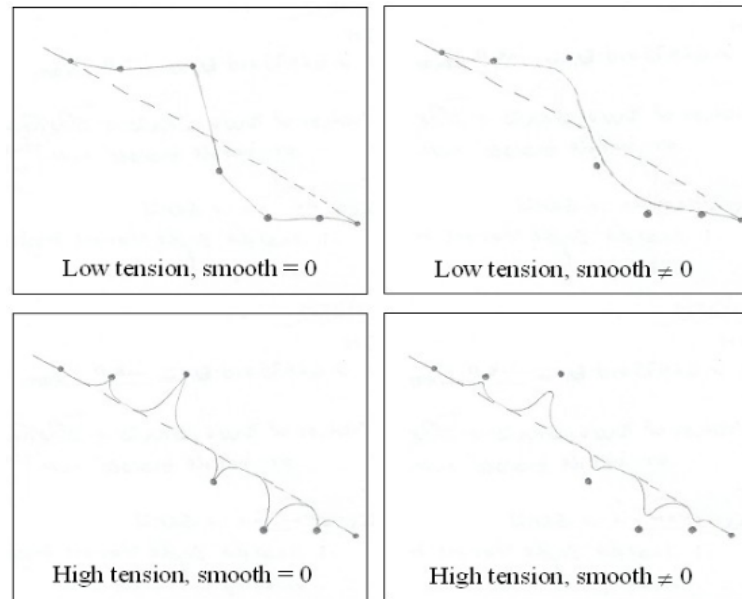 Low tension, smooth = 0
Low tension, smooth ≠ 0
High tension, smooth = 0
High tension, smooth ≠ 0